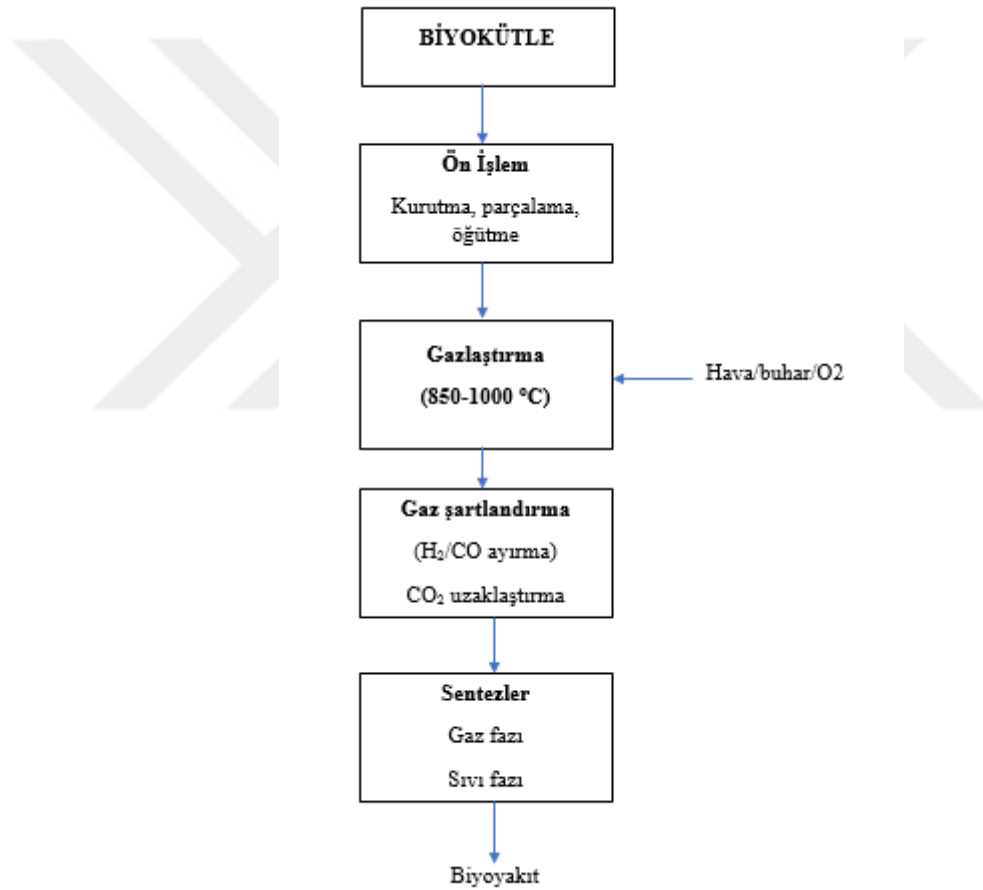 BİYOKÜTLE
Ön İşlem
Kurutma, parçalama,
öğütme
Gazlaştırma
(850-1000 °C)
Hava/buhar/O2
Gaz şartlandırma
(H₂/CO ayırma)
CO₂ uzaklaştırma
Sentezler
Gaz fazı
Sıvı fazı
Biyoyakıt